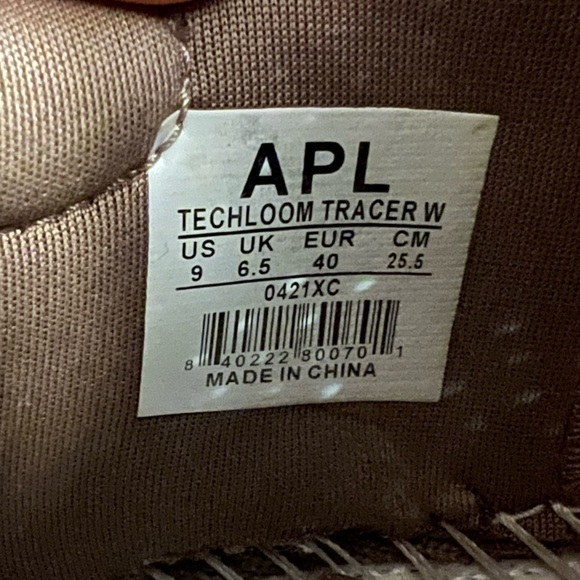 APL
TECHLOOM TRACER W
US UK EUR CM
9 6.5 40 25.5
0421XC
8 40222 80070 1
MADE IN CHINA